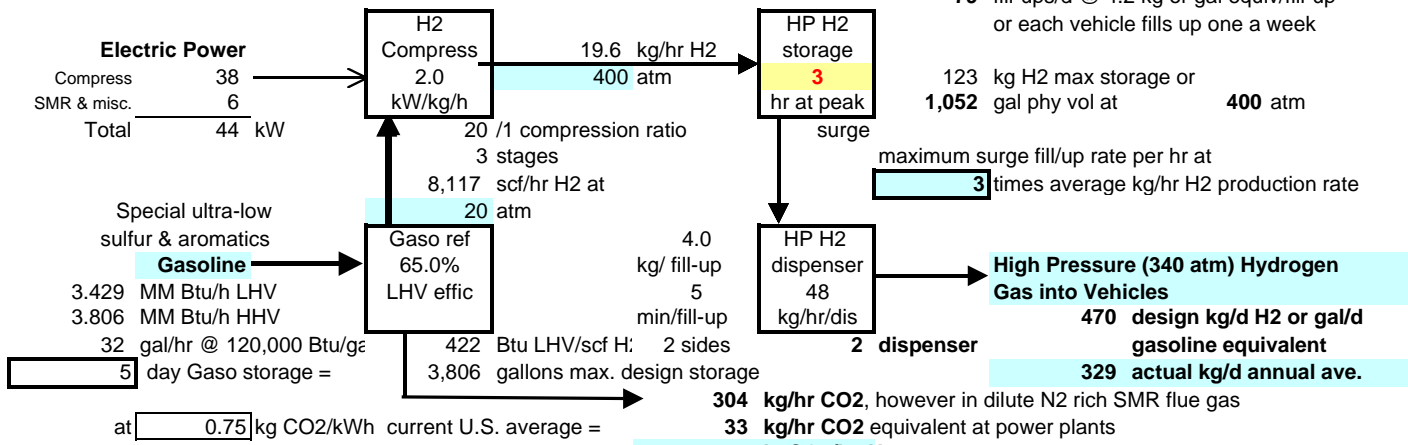 fill-ups/d @ 4.2 kg or gal equiv/fill-up
or each vehicle fills up one a week
H2
Compress
2.0
kW/kg/h
HP H2
storage
3
hr at peak
surge
Electric Power
Compress 38
SMR & misc. 6
Total 44 kW
19.6 kg/hr H2
400 atm
123 kg H2 max storage or
1,052 gal phy vol at 400 atm
20 /1 compression ratio
3 stages
8,117 scf/hr H2 at
20 atm
maximum surge fill/up rate per hr at
3 times average kg/hr H2 production rate
Special ultra-low
sulfur & aromatics
Gasoline
3.429 MM Btu/h LHV
3.806 MM Btu/h HHV
32 gal/hr @ 120,000 Btu/ga
5 day Gaso storage =
Gaso ref
65.0%
LHV effic
4.0
kg/ fill-up
5
min/fill-up
2 sides
HP H2
dispenser
48
kg/hr/dis
2 dispenser
High Pressure (340 atm) Hydrogen
Gas into Vehicles
470 design kg/d H2 or gal/d
gasoline equivalent
329 actual kg/d annual ave.
422 Btu LHV/scf H2
3,806 gallons max. design storage
304 kg/hr CO2, however in dilute N2 rich SMR flue gas
at 0.75 kg CO2/kWh current U.S. average = 33 kg/hr CO2 equivalent at power plants